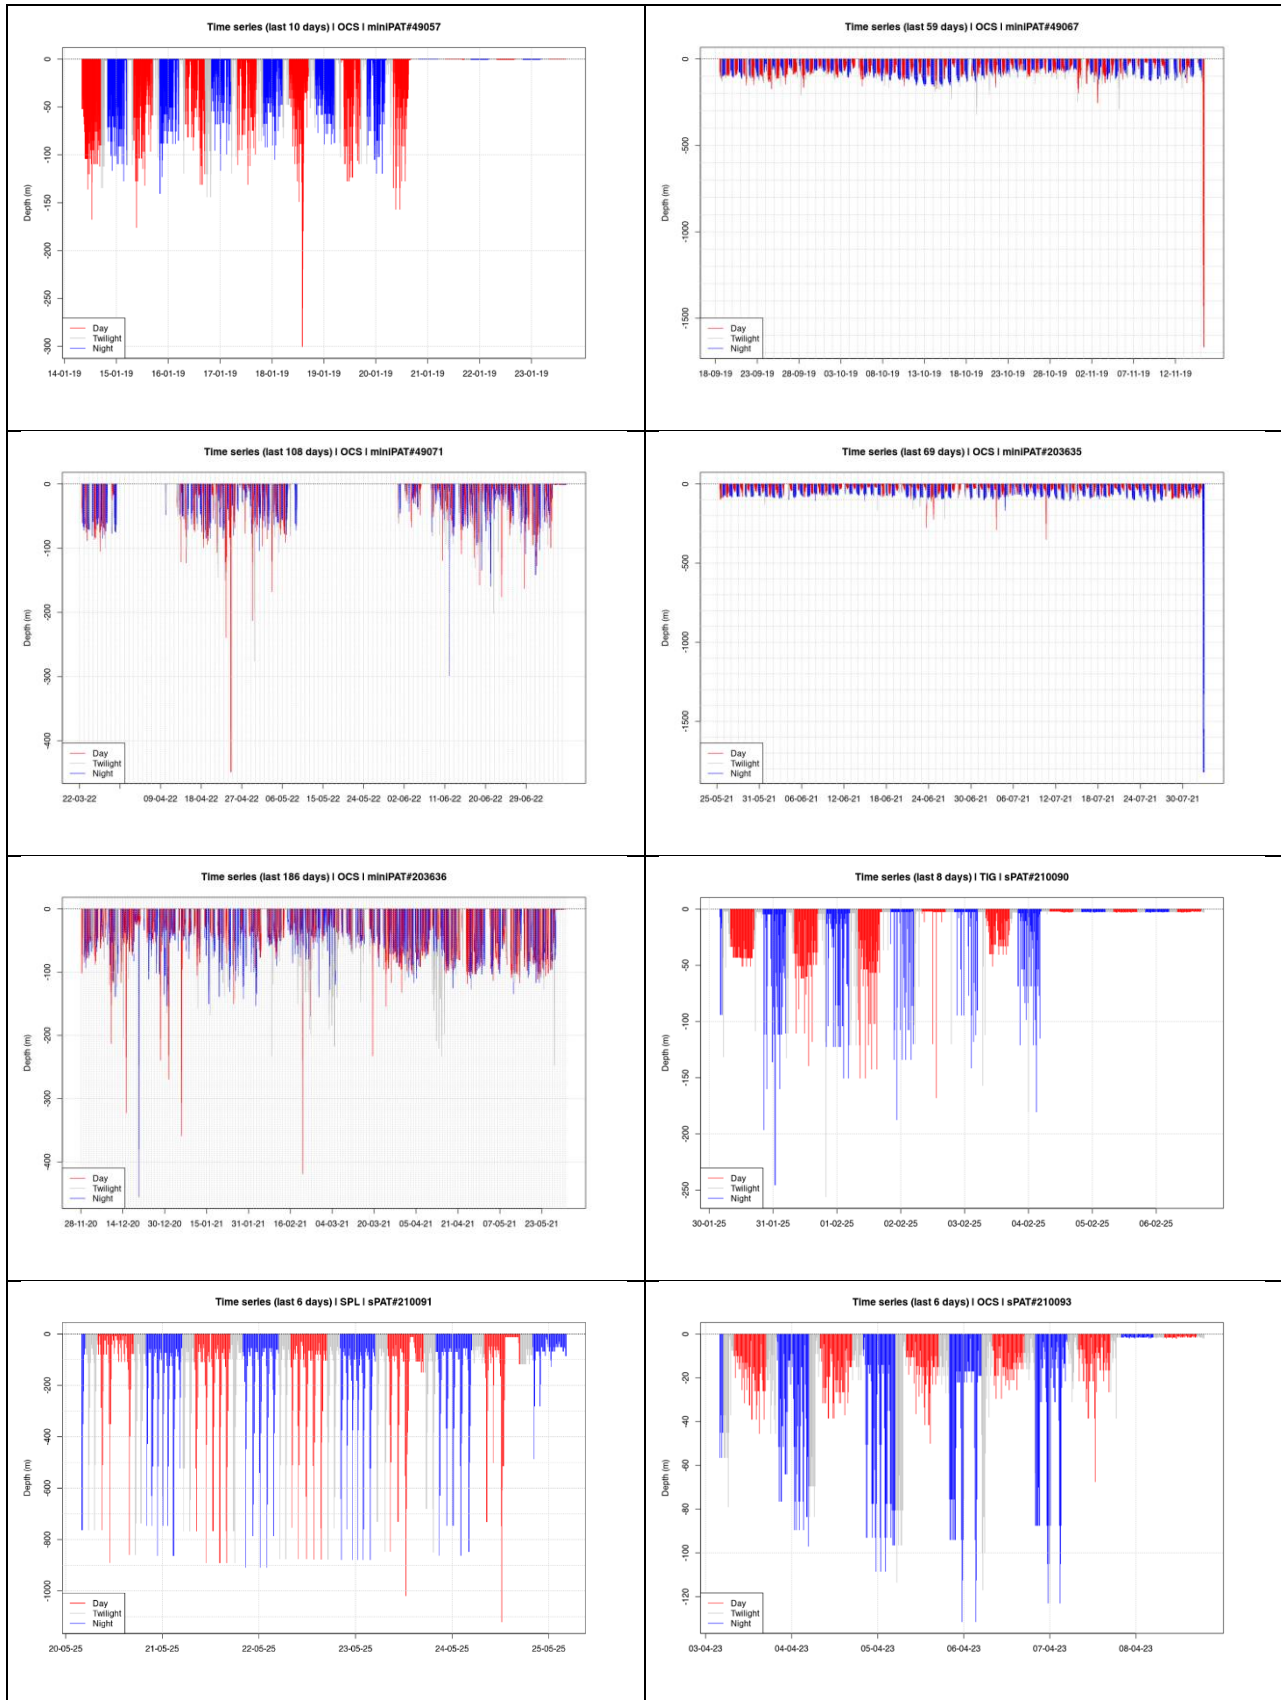 Time series (last 10 days) | OCS | miniPAT#49057
Depth (m)
0
-50
-100
-150
-200
-250
-300
Day
Twilight
Night
14-01-19 15-01-19 16-01-19 17-01-19 18-01-19 19-01-19 20-01-19 21-01-19 22-01-19 23-01-19
Time series (last 59 days) | OCS | miniPAT#49067
Depth (m)
0
-500
-1000
-1500
Day
Twilight
Night
18-09-19 23-09-19 28-09-19 03-10-19 08-10-19 13-10-19 18-10-19 23-10-19 28-10-19 02-11-19 07-11-19 12-11-19
Time series (last 108 days) | OCS | miniPAT#49071
Depth (m)
0
-100
-200
-300
-400
Day
Twilight
Night
22-03-22 09-04-22 18-04-22 27-04-22 06-05-22 15-05-22 24-05-22 02-06-22 11-06-22 20-06-22 29-06-22
Time series (last 69 days) | OCS | miniPAT#203635
Depth (m)
0
-500
-1000
-1500
Day
Twilight
Night
25-05-21 31-05-21 06-06-21 12-06-21 18-06-21 24-06-21 30-06-21 06-07-21 12-07-21 18-07-21 24-07-21 30-07-21
Time series (last 186 days) | OCS | miniPAT#203636
Depth (m)
0
-100
-200
-300
-400
Day
Twilight
Night
28-11-20 14-12-20 30-12-20 15-01-21 31-01-21 16-02-21 04-03-21 20-03-21 05-04-21 21-04-21 07-05-21 23-05-21
Time series (last 8 days) | TIG | sPAT#210090
Depth (m)
0
-50
-100
-150
-200
-250
Day
Twilight
Night
30-01-25 31-01-25 01-02-25 02-02-25 03-02-25 04-02-25 05-02-25 06-02-25
Time series (last 6 days) | SPL | sPAT#210091
Depth (m)
0
-200
-400
-600
-800
-1000
Day
Twilight
Night
20-05-25 21-05-25 22-05-25 23-05-25 24-05-25 25-05-25
Time series (last 6 days) | OCS | sPAT#210093
Depth (m)
0
-20
-40
-60
-80
-100
-120
Day
Twilight
Night
03-04-23 04-04-23 05-04-23 06-04-23 07-04-23 08-04-23